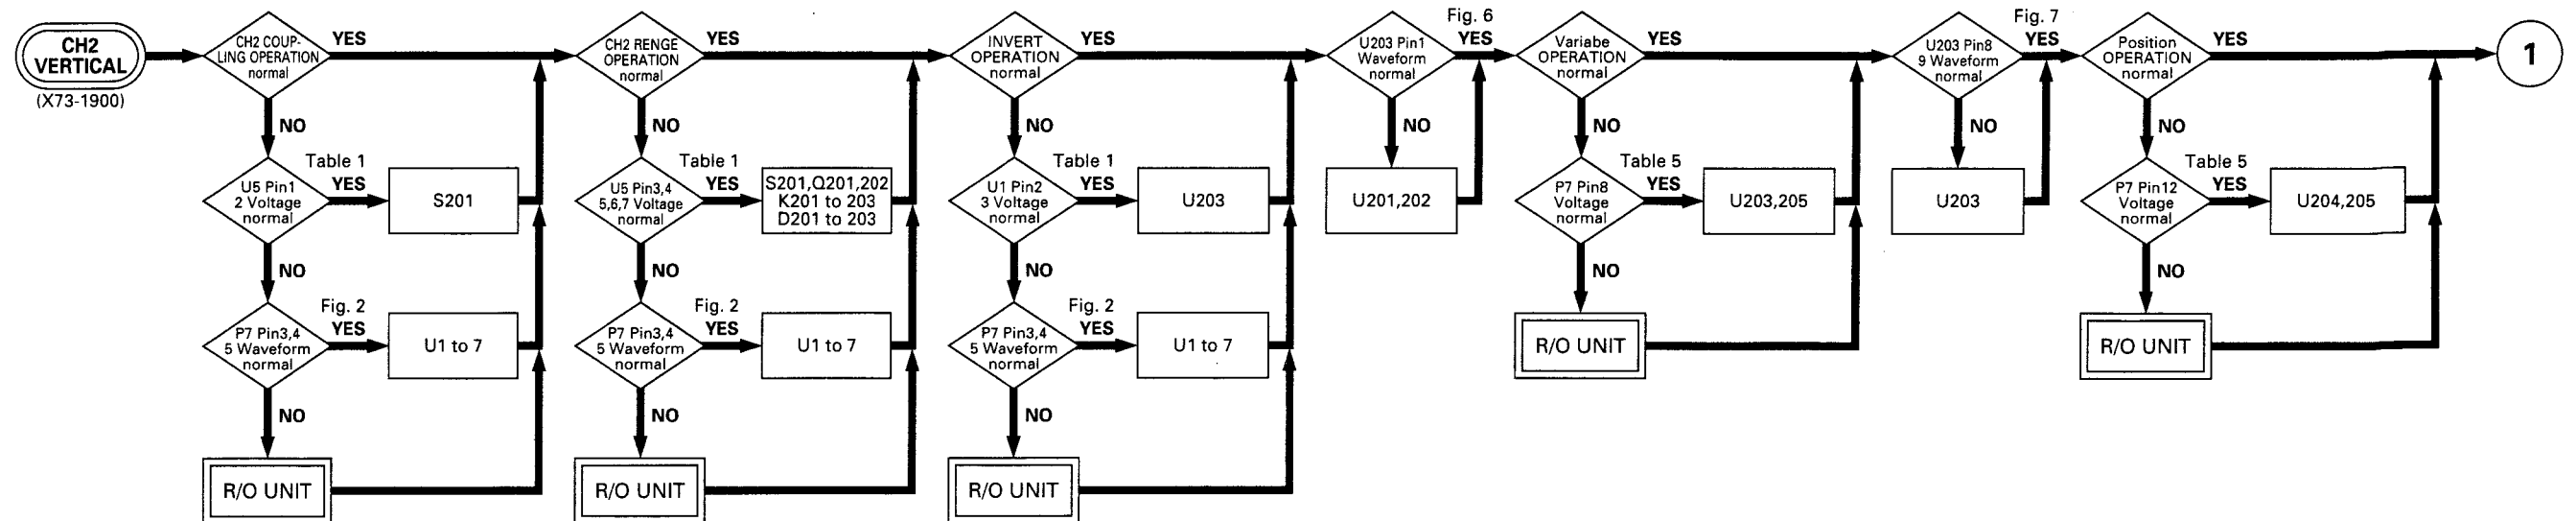 CH2
VERTICAL
(X73-1900)
CH2 COUP-
LING OPERATION
normal
YES
NO
Table 1
U5 Pin1
2 Voltage
normal
YES
S201
NO
Fig. 2
P7 Pin3,4
5 Waveform
normal
YES
U1 to 7
NO
R/O UNIT
CH2 RENGE
OPERATION
normal
YES
NO
Table 1
U5 Pin3,4
5,6,7 Voltage
normal
YES
S201,Q201,202
K201 to 203
D201 to 203
NO
Fig. 2
P7 Pin3,4
5 Waveform
normal
YES
U1 to 7
NO
R/O UNIT
INVERT
OPERATION
normal
YES
NO
Table 1
U1 Pin2
3 Voltage
normal
YES
U203
NO
Fig. 2
P7 Pin3,4
5 Waveform
normal
YES
U1 to 7
NO
R/O UNIT
Fig. 6
U203 Pin1
Waveform
normal
YES
NO
U201,202
Variabe
OPERATION
normal
YES
NO
Table 5
P7 Pin8
Voltage
normal
YES
U203,205
NO
R/O UNIT
Fig. 7
U203 Pin8
9 Waveform
normal
YES
NO
U203
Position
OPERATION
normal
YES
NO
Table 5
P7 Pin12
Voltage
normal
YES
U204,205
NO
R/O UNIT
1